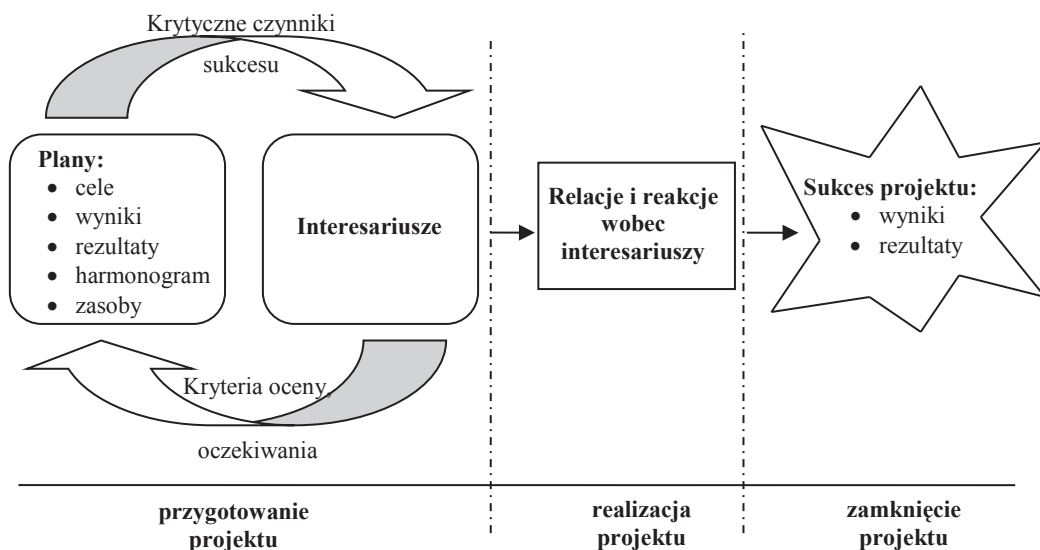 Krytyczne czynniki
sukcesu
Plany:
• cele
• wyniki
• rezultaty
• harmonogram
• zasoby
Interesariusze
Kryteria oceny,
oczekiwania
Relacje i reakcje
wobec
interesariuszy
Sukces projektu:
• wyniki
• rezultaty
przygotowanie
projektu
realizacja
projektu
zamknięcie
projektu